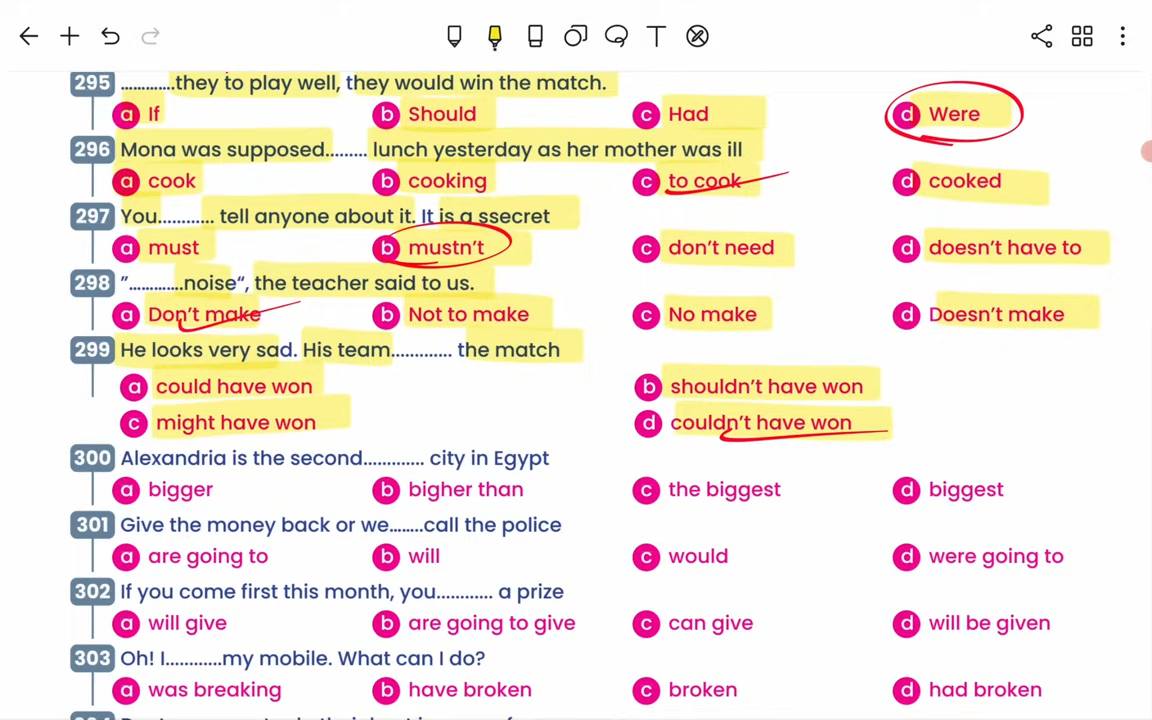 295 ............they to play well, they would win the match.
a If b Should c Had d Were
296 Mona was supposed......... lunch yesterday as her mother was ill
a cook b cooking c to cook d cooked
297 You............ tell anyone about it. It is a ssecret
a must b mustn't c don't need d doesn't have to
298 "............noise", the teacher said to us.
a Don't make b Not to make c No make d Doesn't make
299 He looks very sad. His team............. the match
a could have won b shouldn't have won
c might have won d couldn't have won
300 Alexandria is the second............. city in Egypt
a bigger b bigher than c the biggest d biggest
301 Give the money back or we........call the police
a are going to b will c would d were going to
302 If you come first this month, you............ a prize
a will give b are going to give c can give d will be given
303 Oh! I............my mobile. What can I do?
a was breaking b have broken c broken d had broken